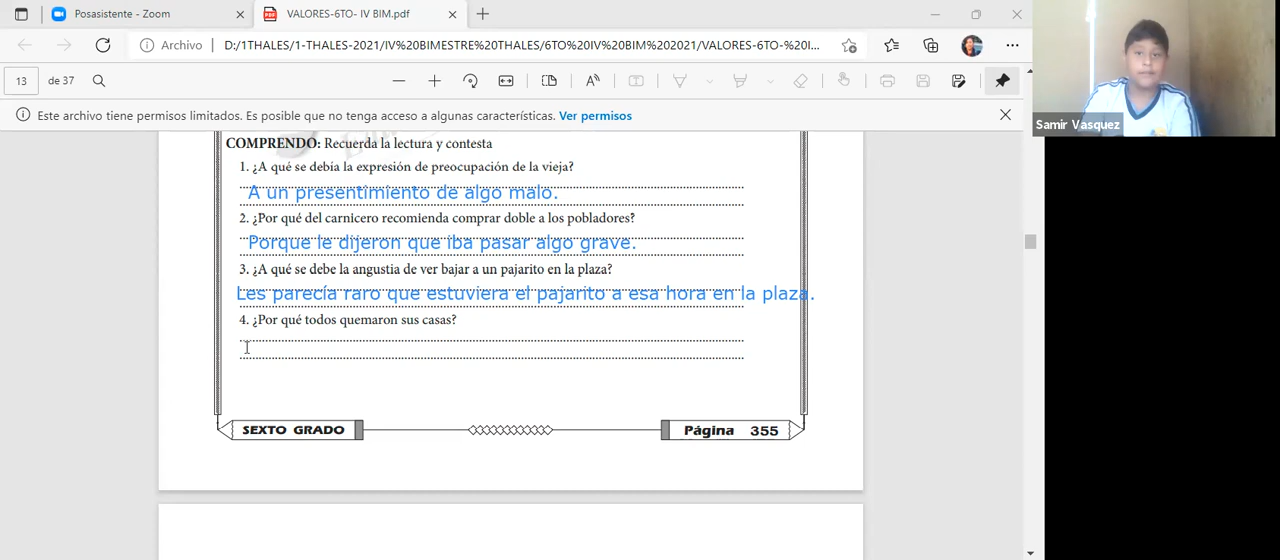 Posasistente - Zoom
VALORES-6TO- IV BIM.pdf
Archivo
D:/1THALES/1-THALES-2021/IV%20BIMESTRE%20THALES/6TO%20IV%20BIM%202021/VALORES-6TO-%20I...
13
de 37
Este archivo tiene permisos limitados. Es posible que no tenga acceso a algunas características. Ver permisos
Samir Vasquez
COMPRENDO: Recuerda la lectura y contesta
1. ¿A qué se debía la expresión de preocupación de la vieja?
A un presentimiento de algo malo.
2. ¿Por qué del carnicero recomienda comprar doble a los pobladores?
Porque le dijeron que iba pasar algo grave.
3. ¿A qué se debe la angustia de ver bajar a un pajarito en la plaza?
Les parecía raro que estuviera el pajarito a esa hora en la plaza.
4. ¿Por qué todos quemaron sus casas?
SEXTO GRADO
Página 355